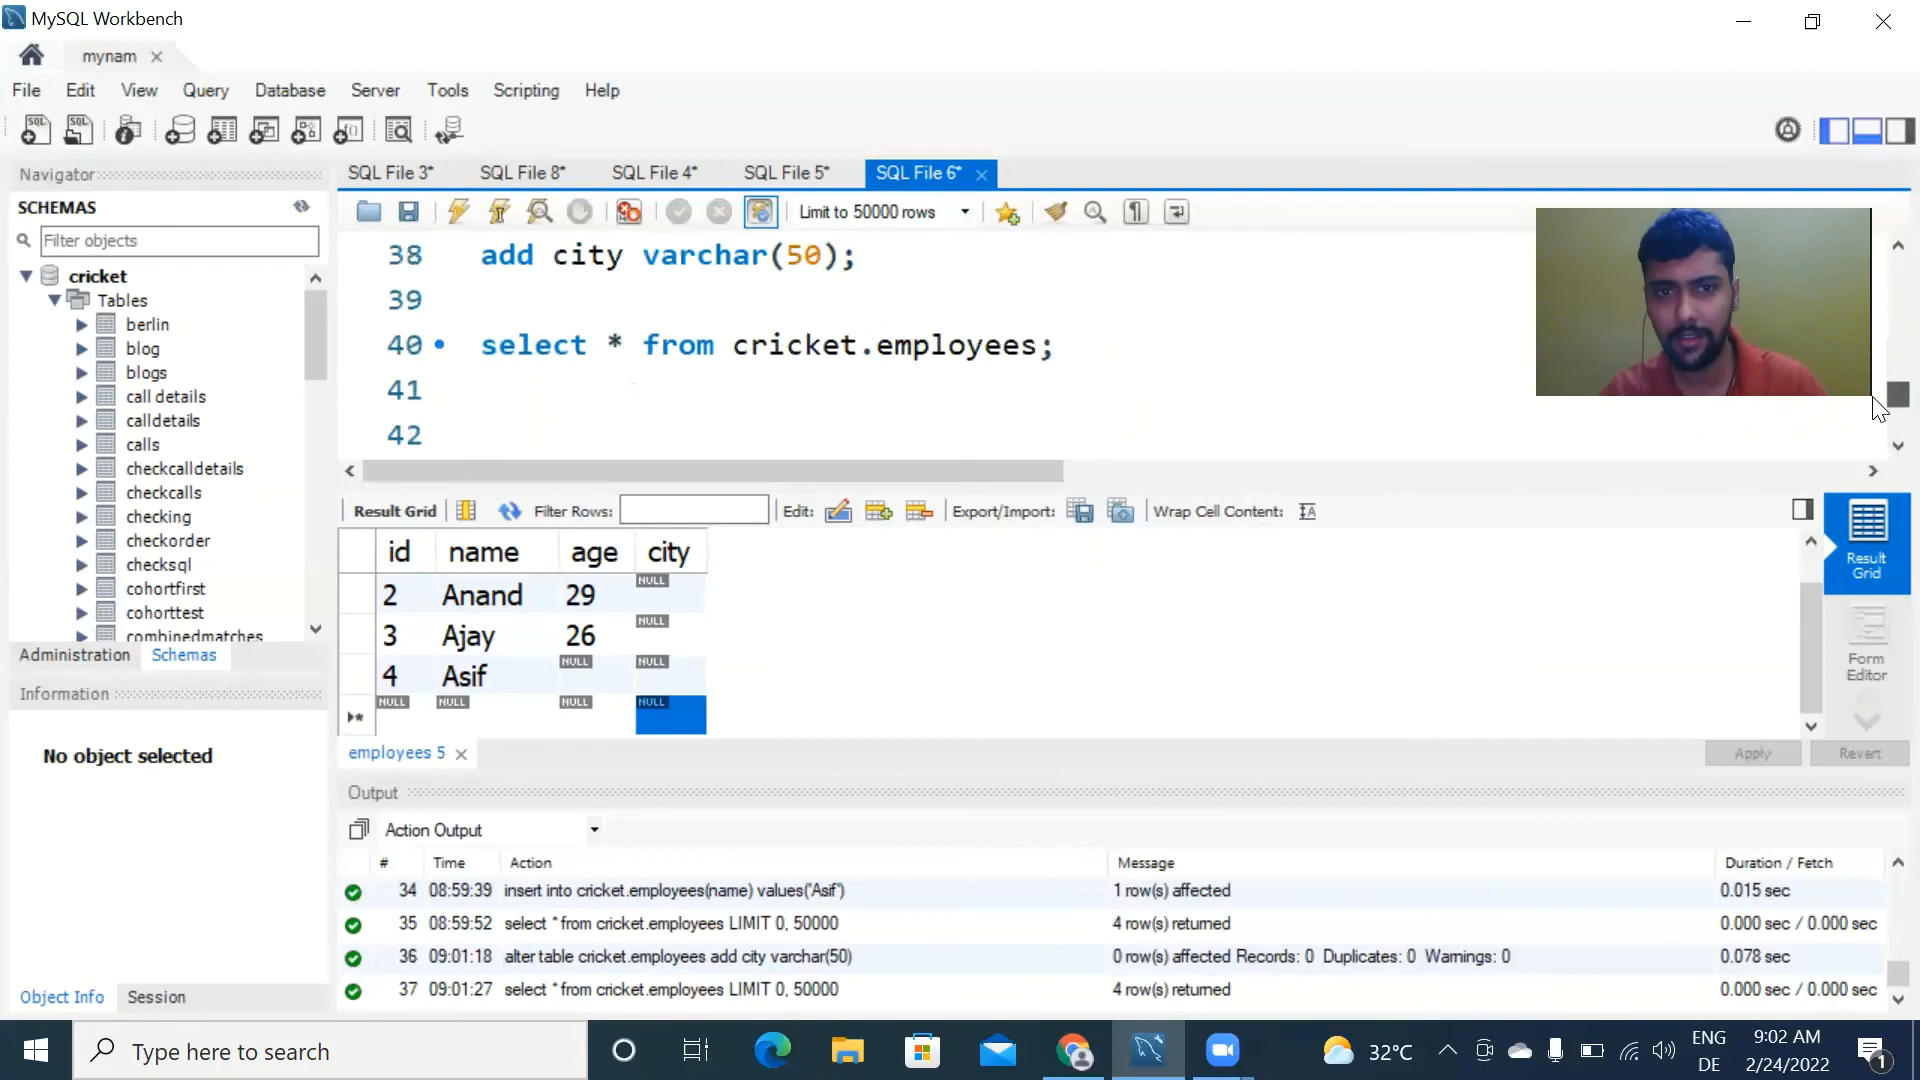 MySQL Workbench
mynam
File Edit View Query Database Server Tools Scripting Help
Navigator
SQL File 3* SQL File 8* SQL File 4* SQL File 5* SQL File 6*
SCHEMAS
Limit to 50000 rows
Filter objects
cricket
Tables
berlin
blog
blogs
call details
calldetails
calls
checkcalldetails
checkcalls
checking
checkorder
checksql
cohortfirst
cohorttest
combinedmatches
Administration Schemas
Information
No object selected
Object Info Session
38 add city varchar(50);
39
40 select * from cricket.employees;
41
42
Result Grid Filter Rows: Edit: Export/Import: Wrap Cell Content:
id name age city
2 Anand 29 NULL
3 Ajay 26 NULL
4 Asif NULL NULL
NULL NULL NULL NULL
Result Grid
Form Editor
employees 5
Apply Revert
Output
Action Output
# Time Action Message Duration / Fetch
34 08:59:39 insert into cricket.employees(name) values('Asif') 1 row(s) affected 0.015 sec
35 08:59:52 select * from cricket.employees LIMIT 0, 50000 4 row(s) returned 0.000 sec / 0.000 sec
36 09:01:18 alter table cricket.employees add city varchar(50) 0 row(s) affected Records: 0 Duplicates: 0 Warnings: 0 0.078 sec
37 09:01:27 select * from cricket.employees LIMIT 0, 50000 4 row(s) returned 0.000 sec / 0.000 sec
Type here to search
32°C
ENG
DE
9:02 AM
2/24/2022
1